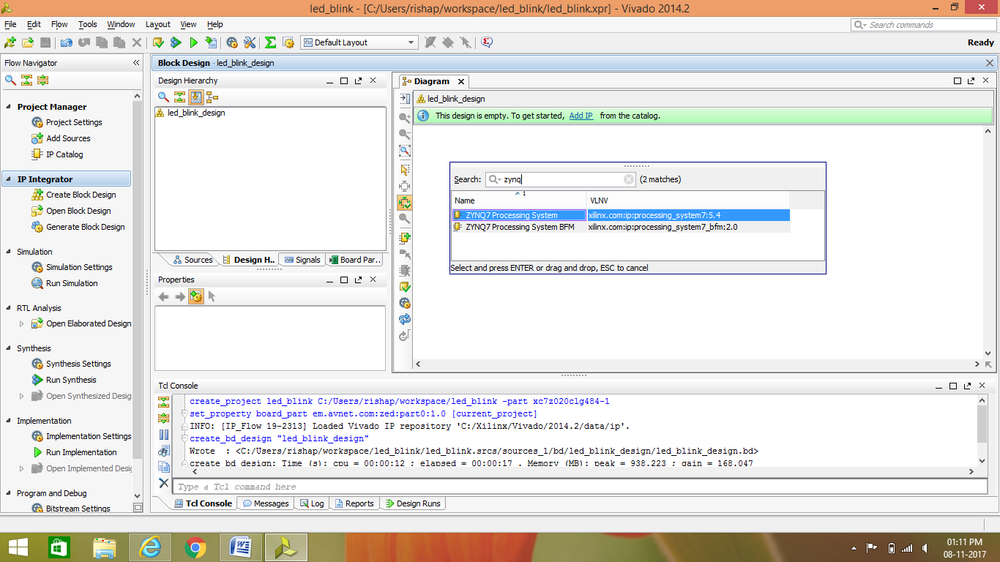 led_blink - [C:/Users/rishap/workspace/led_blink/led_blink.xpr] - Vivado 2014.2
File Edit Flow Tools Window Layout View Help
Search commands
Default Layout
Ready
Flow Navigator
Project Manager
Project Settings
Add Sources
IP Catalog
IP Integrator
Create Block Design
Open Block Design
Generate Block Design
Simulation
Simulation Settings
Run Simulation
RTL Analysis
Open Elaborated Design
Synthesis
Synthesis Settings
Run Synthesis
Open Synthesized Desig
Implementation
Implementation Settings
Run Implementation
Open Implemented Desig
Program and Debug
Bitstream Settings
Block Design - led_blink_design
Design Hierarchy
led_blink_design
Sources Design H.. Signals Board Par..
Properties
Diagram
led_blink_design
This design is empty. To get started, Add IP from the catalog.
Search: zynq (2 matches)
Name 1 VLNV
ZYNQ7 Processing System xilinx.com:ip:processing_system7:5.4
ZYNQ7 Processing System BFM xilinx.com:ip:processing_system7_bfm:2.0
Select and press ENTER or drag and drop, ESC to cancel
Tcl Console
create_project led_blink C:/Users/rishap/workspace/led_blink -part xc7z020clg484-1
set_property board_part em.avnet.com:zed:part0:1.0 [current_project]
INFO: [IP_Flow 19-2313] Loaded Vivado IP repository 'C:/Xilinx/Vivado/2014.2/data/ip'.
create_bd_design "led_blink_design"
Wrote : <C:/Users/rishap/workspace/led_blink/led_blink.srcs/sources_1/bd/led_blink_design/led_blink_design.bd>
create_bd_design: Time (s): cpu = 00:00:12 ; elapsed = 00:00:17 . Memory (MB): peak = 938.223 ; gain = 168.047
Type a Tcl command here
Tcl Console Messages Log Reports Design Runs
01:11 PM
08-11-2017